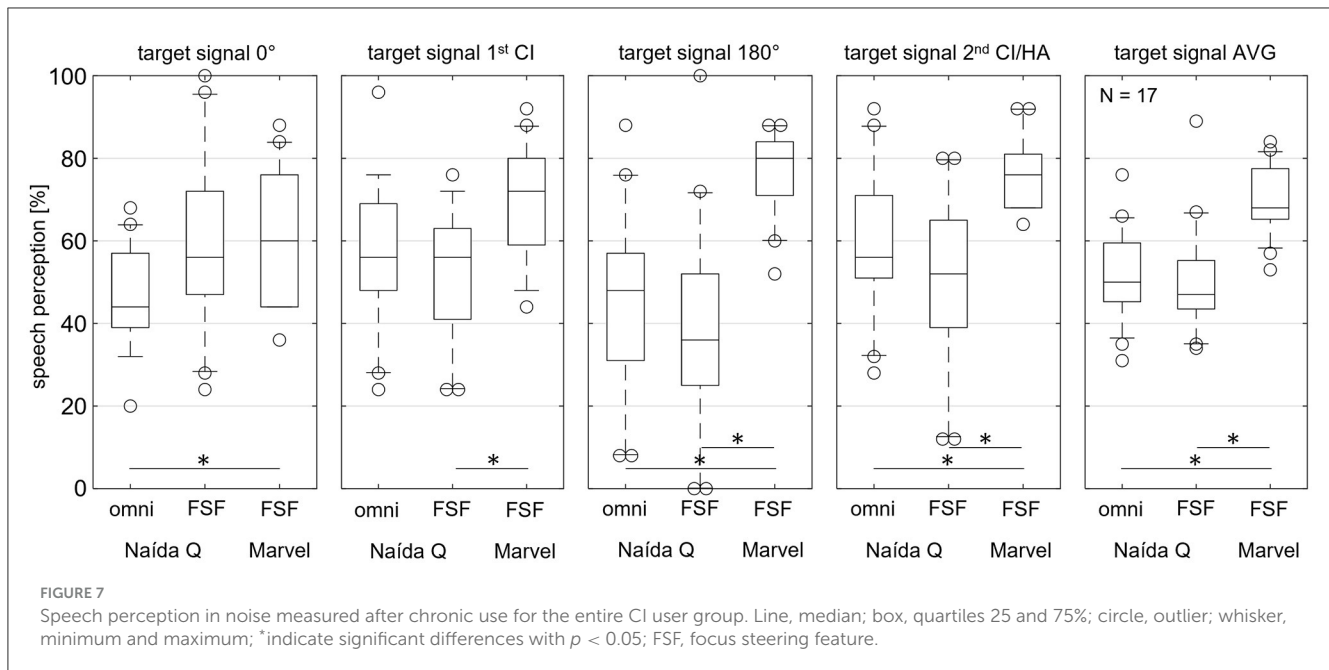 target signal 0° target signal 1st CI target signal 180° target signal 2nd CI/HA target signal AVG
speech perception [%]
100
80
60
40
20
0
N = 17
* * * * * * * *
omni FSF FSF omni FSF FSF omni FSF FSF omni FSF FSF omni FSF FSF
Naída Q Marvel Naída Q Marvel Naída Q Marvel Naída Q Marvel Naída Q Marvel
FIGURE 7
Speech perception in noise measured after chronic use for the entire CI user group. Line, median; box, quartiles 25 and 75%; circle, outlier; whisker,
minimum and maximum; *indicate significant differences with p < 0.05; FSF, focus steering feature.